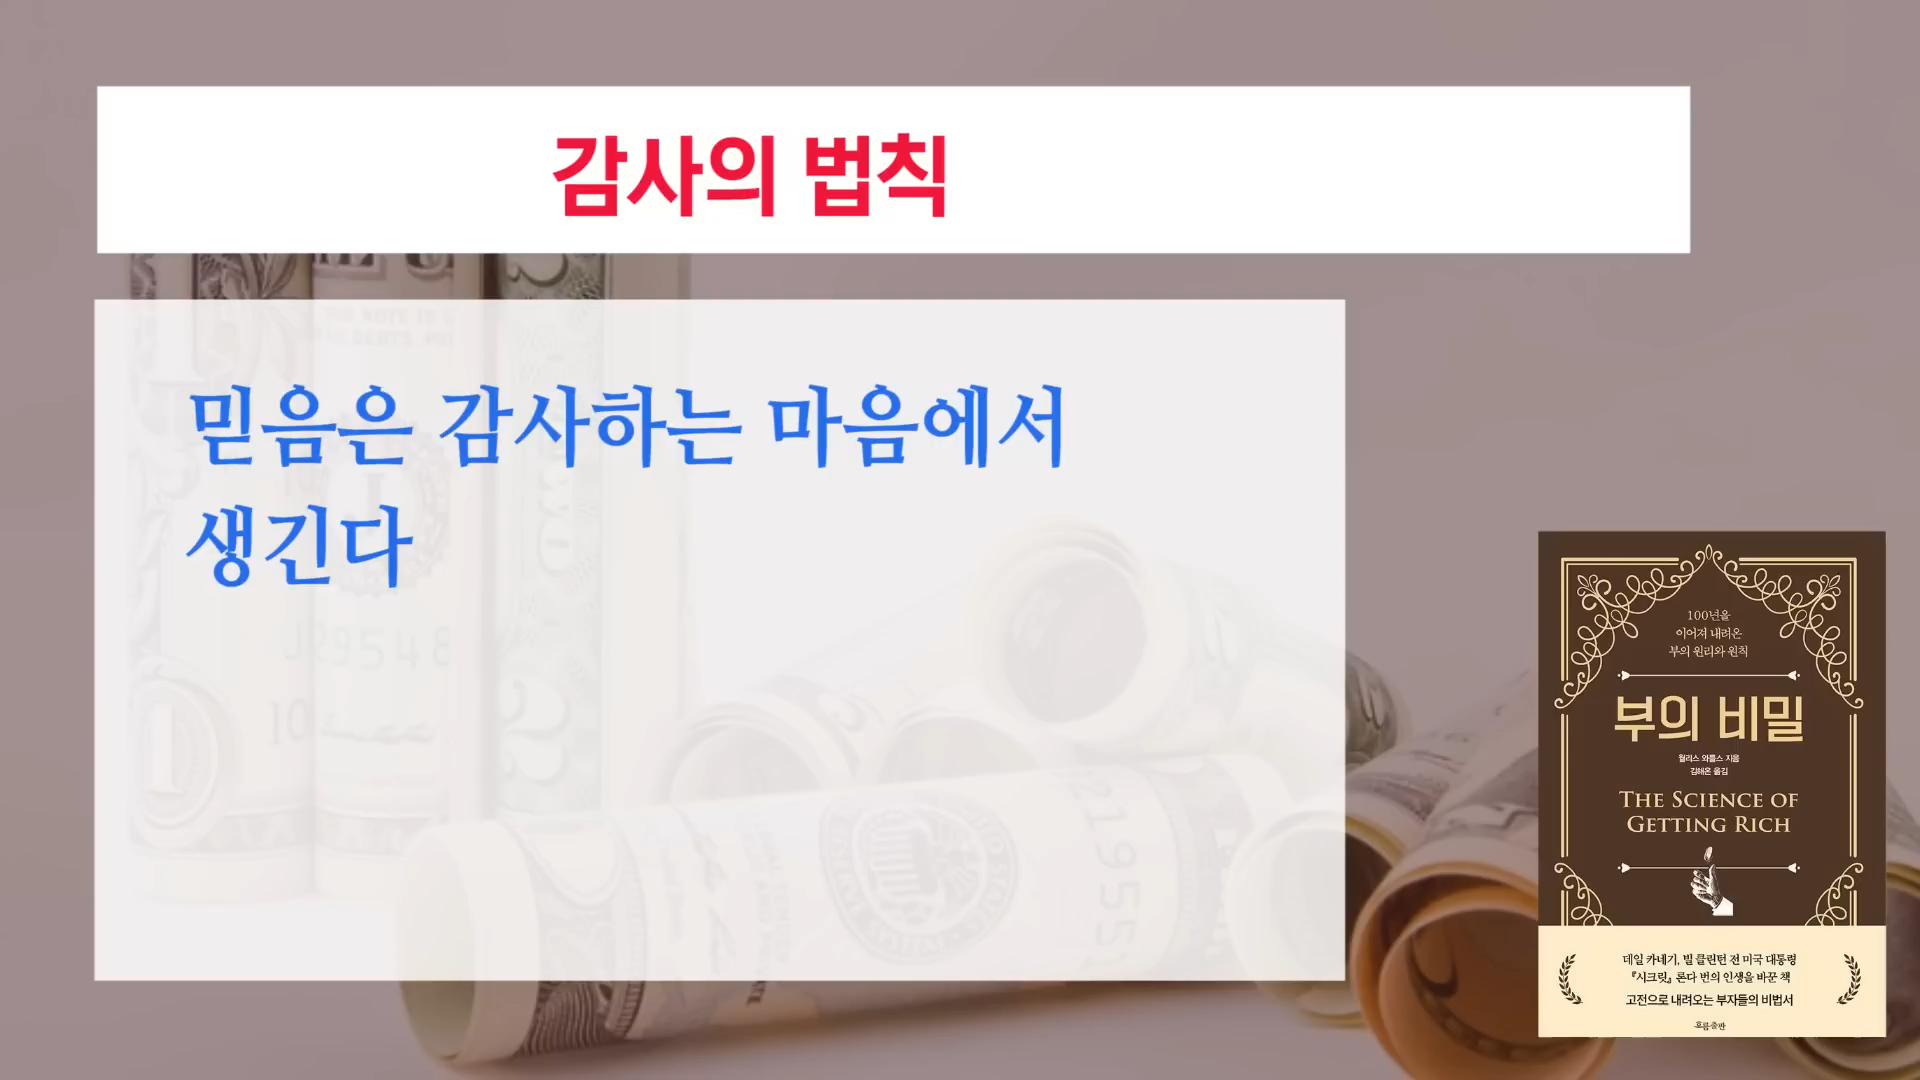 감사의 법칙
믿음은 감사하는 마음에서
생긴다
100년을
이어져 내려온
부의 원리와 원칙
부의 비밀
월리스 와틀스 지음
김해온 옮김
THE SCIENCE OF
GETTING RICH
데일 카네기, 빌 클린턴 전 미국 대통령
『시크릿』 론다 번의 인생을 바꾼 책
고전으로 내려오는 부자들의 비법서
흐름출판